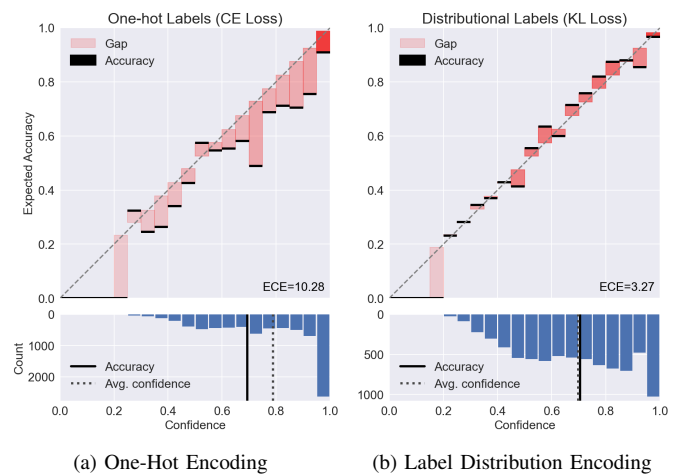 One-hot Labels (CE Loss)
Gap
Accuracy
Expected Accuracy
1.0
0.8
0.6
0.4
0.2
0.0
ECE=10.28
0
1000
2000
Count
Accuracy
Avg. confidence
0.0 0.2 0.4 0.6 0.8 1.0
Confidence
(a) One-Hot Encoding
Distributional Labels (KL Loss)
Gap
Accuracy
1.0
0.8
0.6
0.4
0.2
0.0
ECE=3.27
0
500
1000
Accuracy
Avg. confidence
0.0 0.2 0.4 0.6 0.8 1.0
Confidence
(b) Label Distribution Encoding